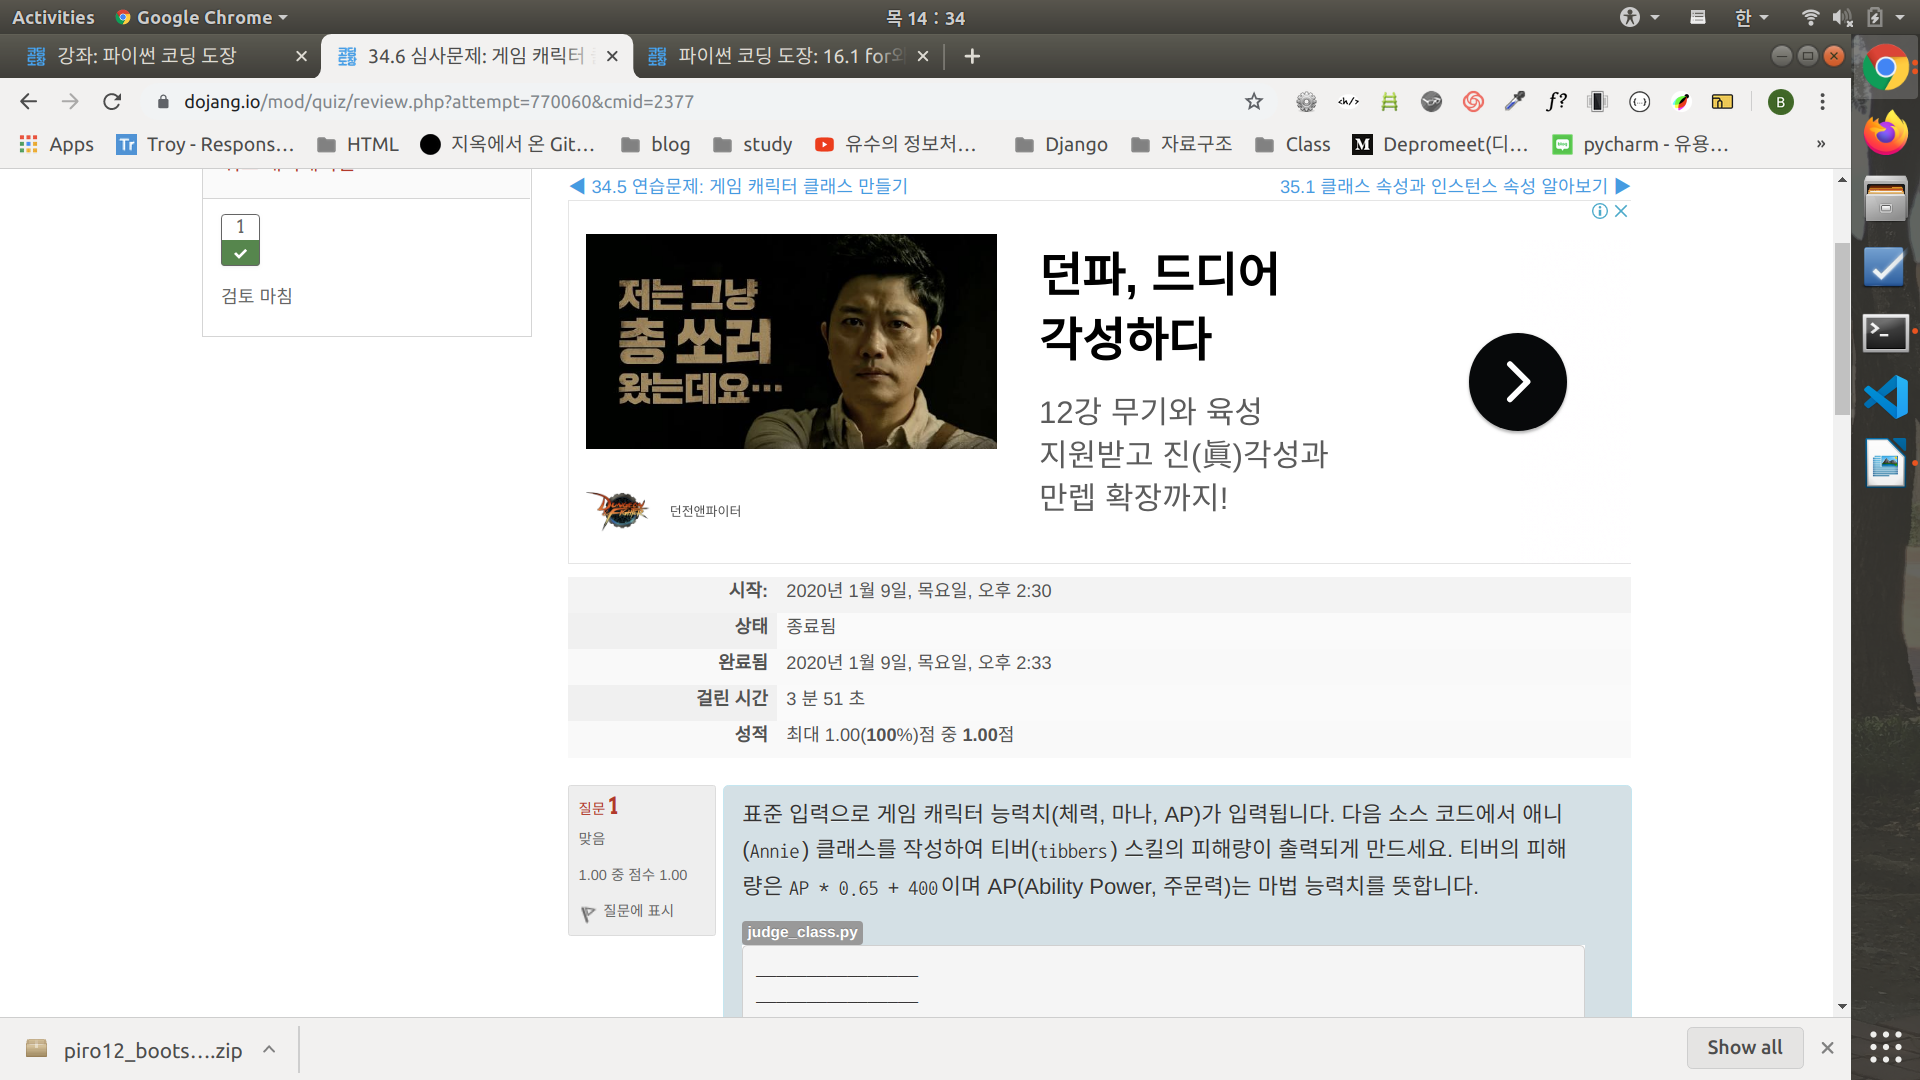 Activities
Google Chrome
목 14 : 34
한
강좌: 파이썬 코딩 도장
34.6 심사문제: 게임 캐릭터
파이썬 코딩 도장: 16.1 for와
dojang.io/mod/quiz/review.php?attempt=770060&cmid=2377
<h/>
f?
B
Apps
Tr
Troy - Respons...
HTML
지옥에서 온 Git...
blog
study
유수의 정보처...
Django
자료구조
Class
M
Depromeet(디...
pycharm - 유용...
»
◀ 34.5 연습문제: 게임 캐릭터 클래스 만들기
35.1 클래스 속성과 인스턴스 속성 알아보기 ▶
1
검토 마침
저는 그냥
총 쏘러
왔는데요...
던파, 드디어
각성하다
12강 무기와 육성
지원받고 진(眞)각성과
만렙 확장까지!
던전앤파이터
시작: 2020년 1월 9일, 목요일, 오후 2:30
상태 종료됨
완료됨 2020년 1월 9일, 목요일, 오후 2:33
걸린 시간 3 분 51 초
성적 최대 1.00(100%)점 중 1.00점
질문 1
맞음
1.00 중 점수 1.00
질문에 표시
표준 입력으로 게임 캐릭터 능력치(체력, 마나, AP)가 입력됩니다. 다음 소스 코드에서 애니
(Annie) 클래스를 작성하여 티버(tibbers) 스킬의 피해량이 출력되게 만드세요. 티버의 피해
량은 AP * 0.65 + 400이며 AP(Ability Power, 주문력)는 마법 능력치를 뜻합니다.
judge_class.py
________________
________________
piro12_boots....zip
Show all